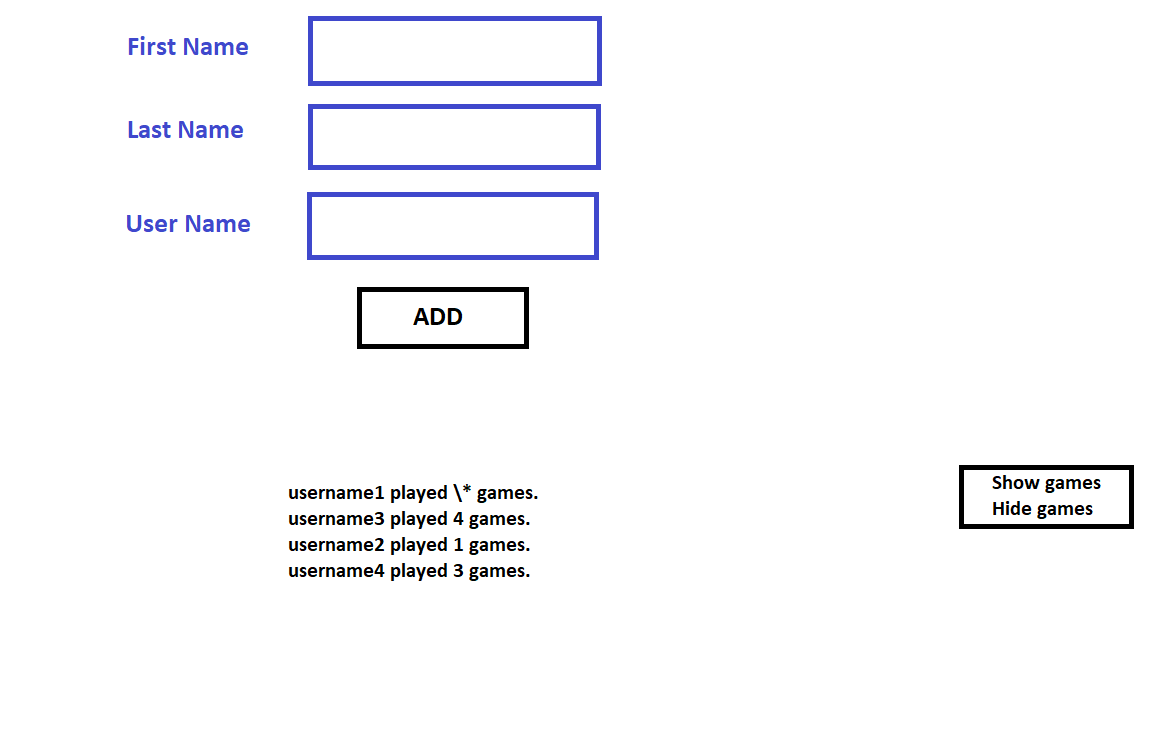 First Name
Last Name
User Name
ADD
username1 played \* games.
username3 played 4 games.
username2 played 1 games.
username4 played 3 games.
Show games
Hide games